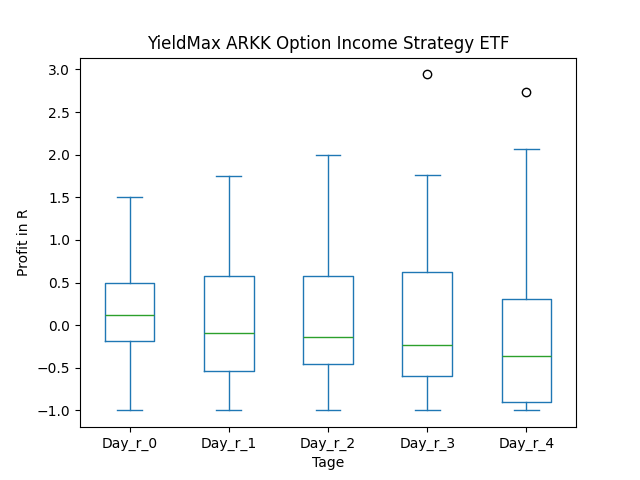 YieldMax ARKK Option Income Strategy ETF
3.0
2.5
2.0
1.5
1.0
0.5
0.0
−0.5
−1.0
Profit in R
Day_r_0 Day_r_1 Day_r_2 Day_r_3 Day_r_4
Tage